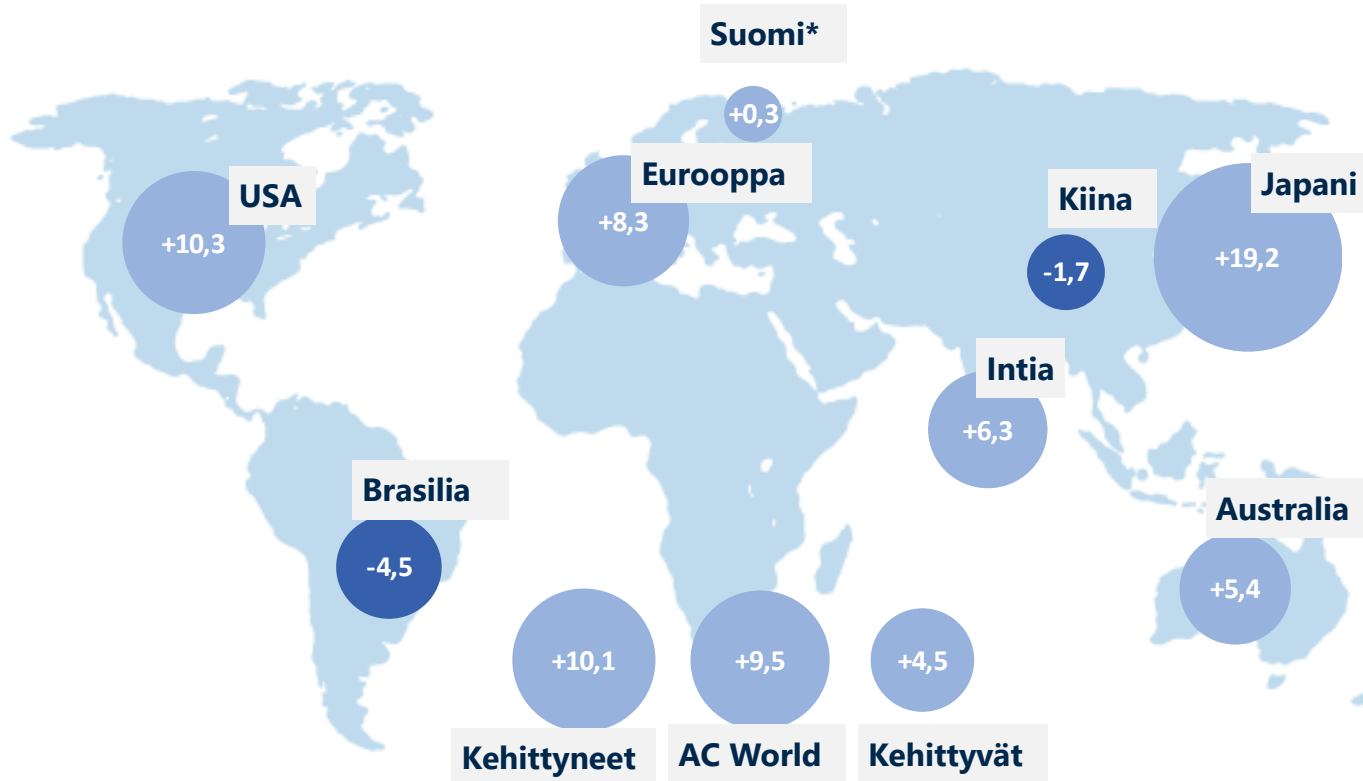 Suomi*
+0,3
Eurooppa
+8,3
USA
+10,3
Kiina
-1,7
Japani
+19,2
Intia
+6,3
Brasilia
-4,5
Australia
+5,4
+10,1
Kehittyneet
+9,5
AC World
+4,5
Kehittyvät